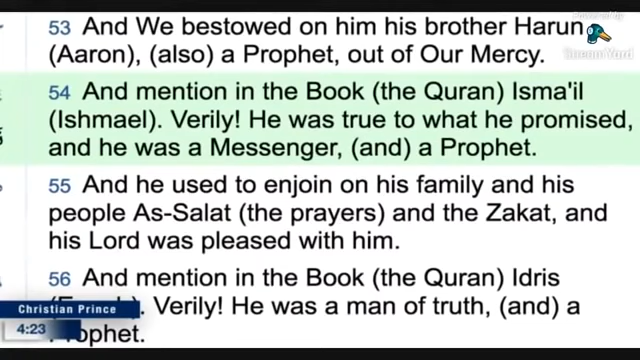 53 And We bestowed on him his brother Harun
(Aaron), (also) a Prophet, out of Our Mercy.
54 And mention in the Book (the Quran) Isma'il
(Ishmael). Verily! He was true to what he promised,
and he was a Messenger, (and) a Prophet.
55 And he used to enjoin on his family and his
people As-Salat (the prayers) and the Zakat, and
his Lord was pleased with him.
56 And mention in the Book (the Quran) Idris
Verily! He was a man of truth, (and) a
Prophet.
Christian Prince
4:23